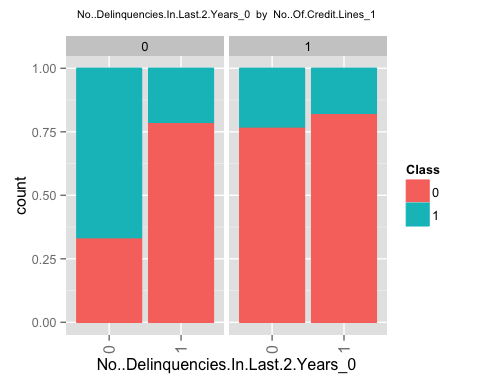 No..Delinquencies.In.Last.2.Years_0 by No..Of.Credit.Lines_1
0 1
1.00
0.75
0.50
0.25
0.00
count
0 1 0 1
No..Delinquencies.In.Last.2.Years_0
Class
0
1